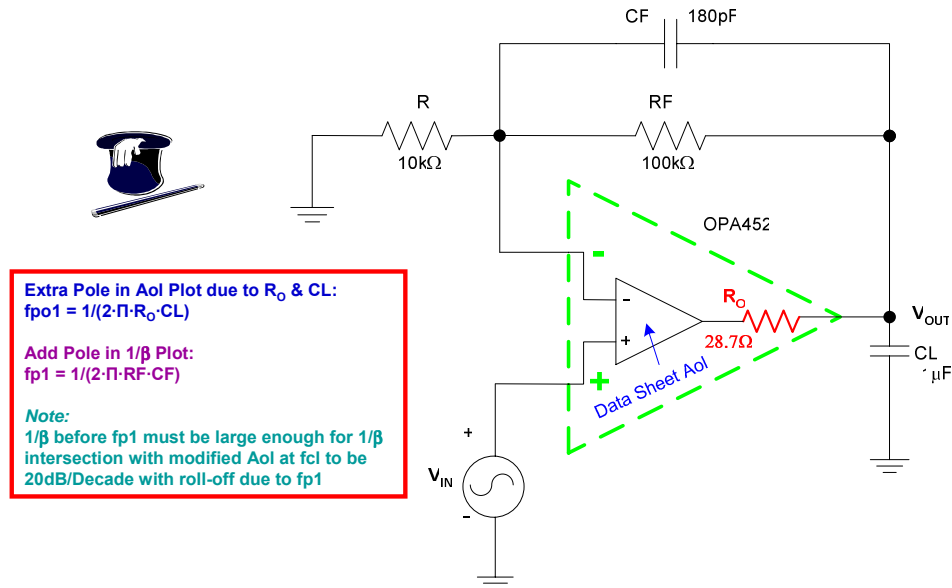 CF
180pF
R
RF
10kΩ
100kΩ
OPA452
-
Extra Pole in Aol Plot due to RO & CL:
fpo1 = 1/(2·Π·RO·CL)
Add Pole in 1/β Plot:
fp1 = 1/(2·Π·RF·CF)
Note:
1/β before fp1 must be large enough for 1/β
intersection with modified Aol at fcl to be
20dB/Decade with roll-off due to fp1
-
+
RO
28.7Ω
VOUT
CL
μF
+
Data Sheet Aol
+
VIN
-